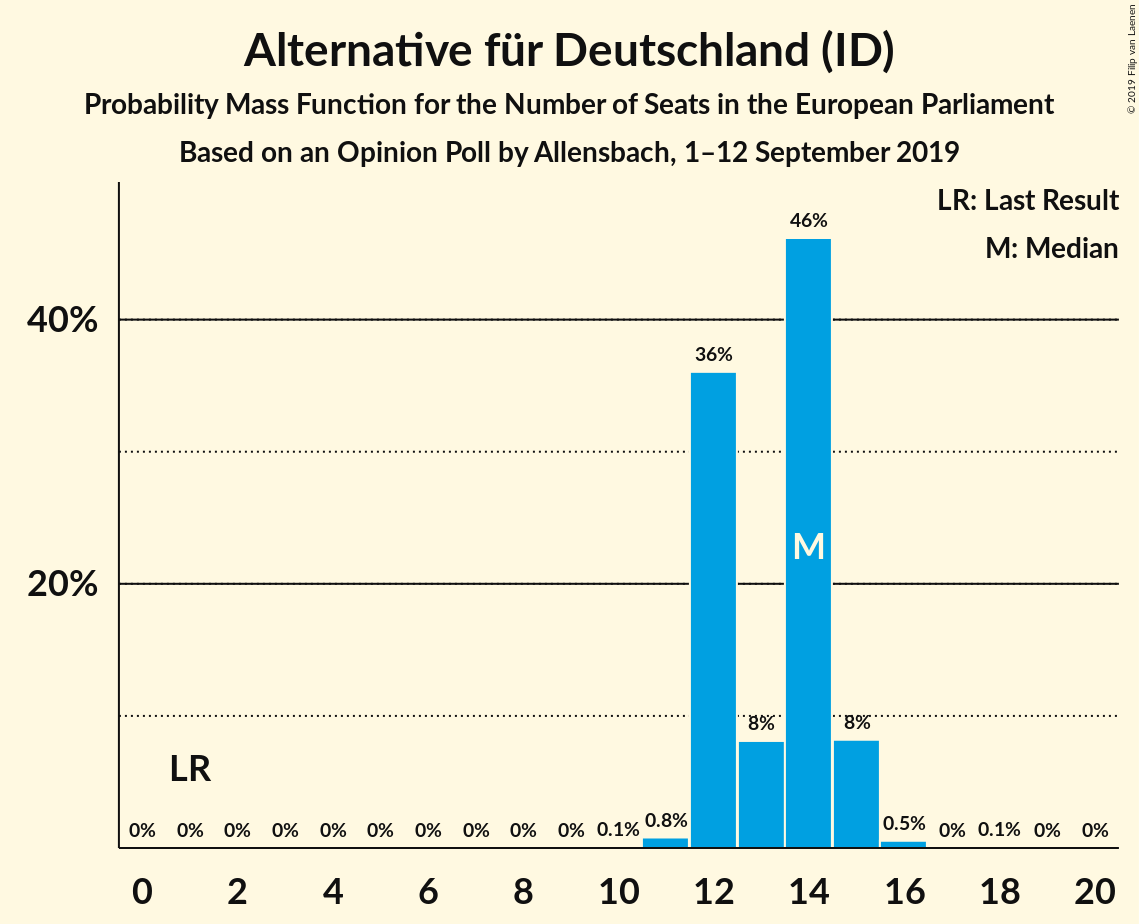 Alternative für Deutschland (ID)
Probability Mass Function for the Number of Seats in the European Parliament
Based on an Opinion Poll by Allensbach, 1–12 September 2019
© 2019 Filip van Laenen
LR: Last Result
M: Median
46%
40%
36%
M
20%
8% 8%
LR
0% 0% 0% 0% 0% 0% 0% 0% 0% 0% 0.1% 0.8% 0.5% 0% 0.1% 0% 0%
0 2 4 6 8 10 12 14 16 18 20